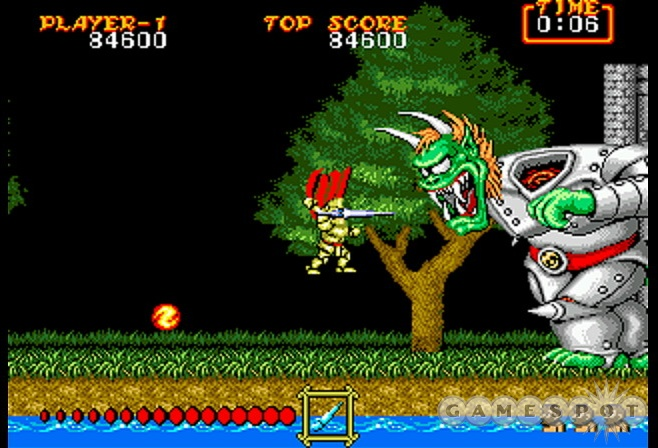 PLAYER-1
84600
TOP SCORE
84600
TIME
0:06
GAMESPOT